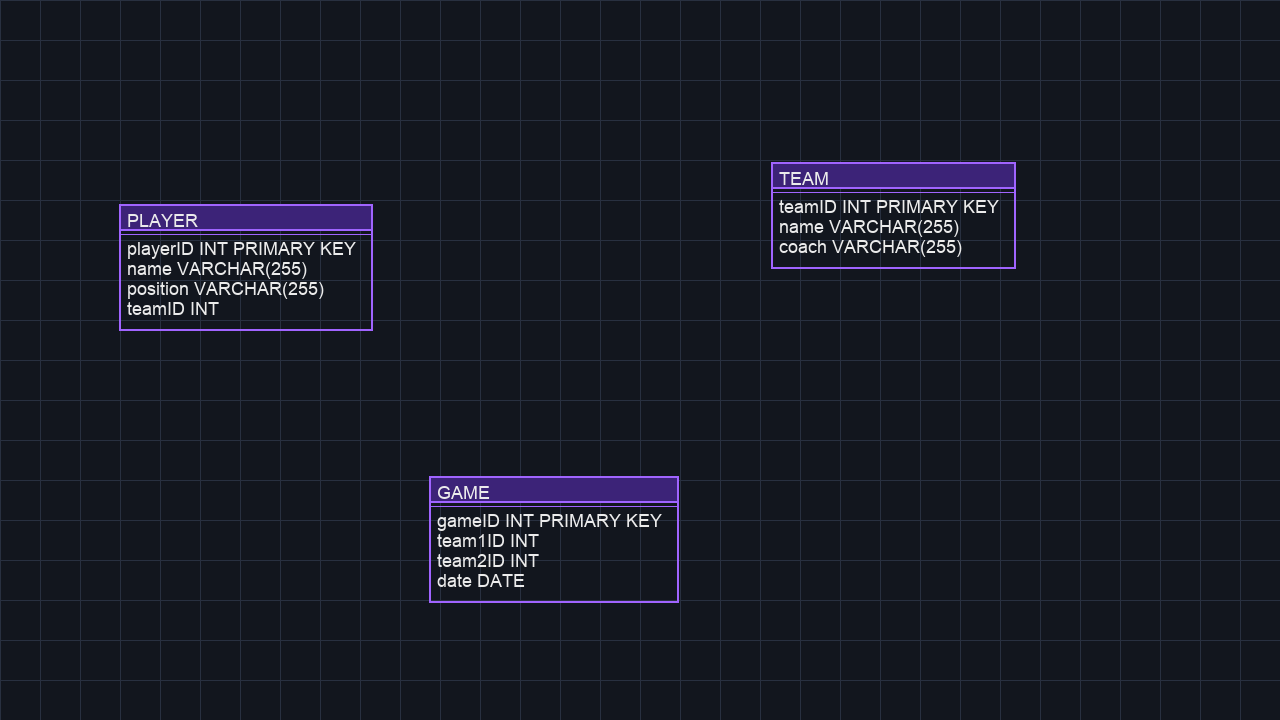 PLAYER
playerID INT PRIMARY KEY
name VARCHAR(255)
position VARCHAR(255)
teamID INT
TEAM
teamID INT PRIMARY KEY
name VARCHAR(255)
coach VARCHAR(255)
GAME
gameID INT PRIMARY KEY
team1ID INT
team2ID INT
date DATE